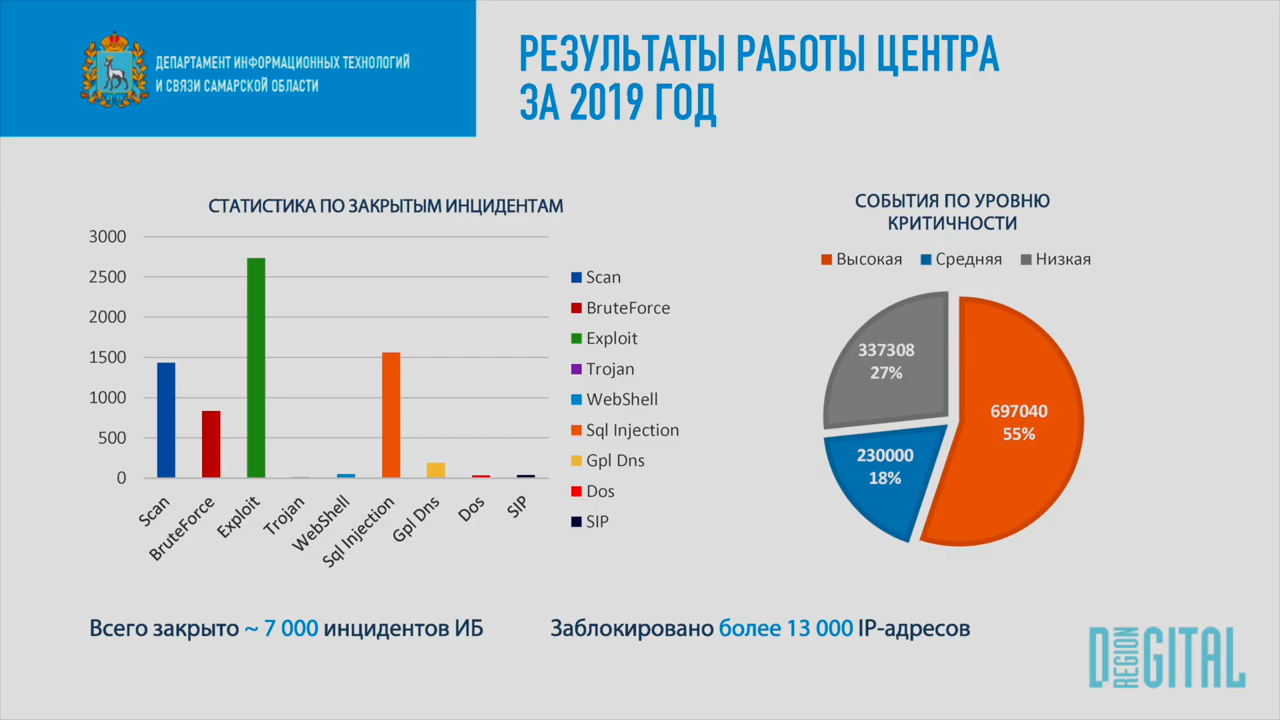 ДЕПАРТАМЕНТ ИНФОРМАЦИОННЫХ ТЕХНОЛОГИЙ
И СВЯЗИ САМАРСКОЙ ОБЛАСТИ
РЕЗУЛЬТАТЫ РАБОТЫ ЦЕНТРА
ЗА 2019 ГОД
СТАТИСТИКА ПО ЗАКРЫТЫМ ИНЦИДЕНТАМ
3000
2500
2000
1500
1000
500
0
Scan
BruteForce
Exploit
Trojan
WebShell
Sql Injection
Gpl Dns
Dos
SIP
Scan
BruteForce
Exploit
Trojan
WebShell
Sql Injection
Gpl Dns
Dos
SIP
СОБЫТИЯ ПО УРОВНЮ
КРИТИЧНОСТИ
Высокая Средняя Низкая
337308
27%
697040
55%
230000
18%
Всего закрыто ~ 7 000 инцидентов ИБ
Заблокировано более 13 000 IP-адресов
DIGITAL
REGION